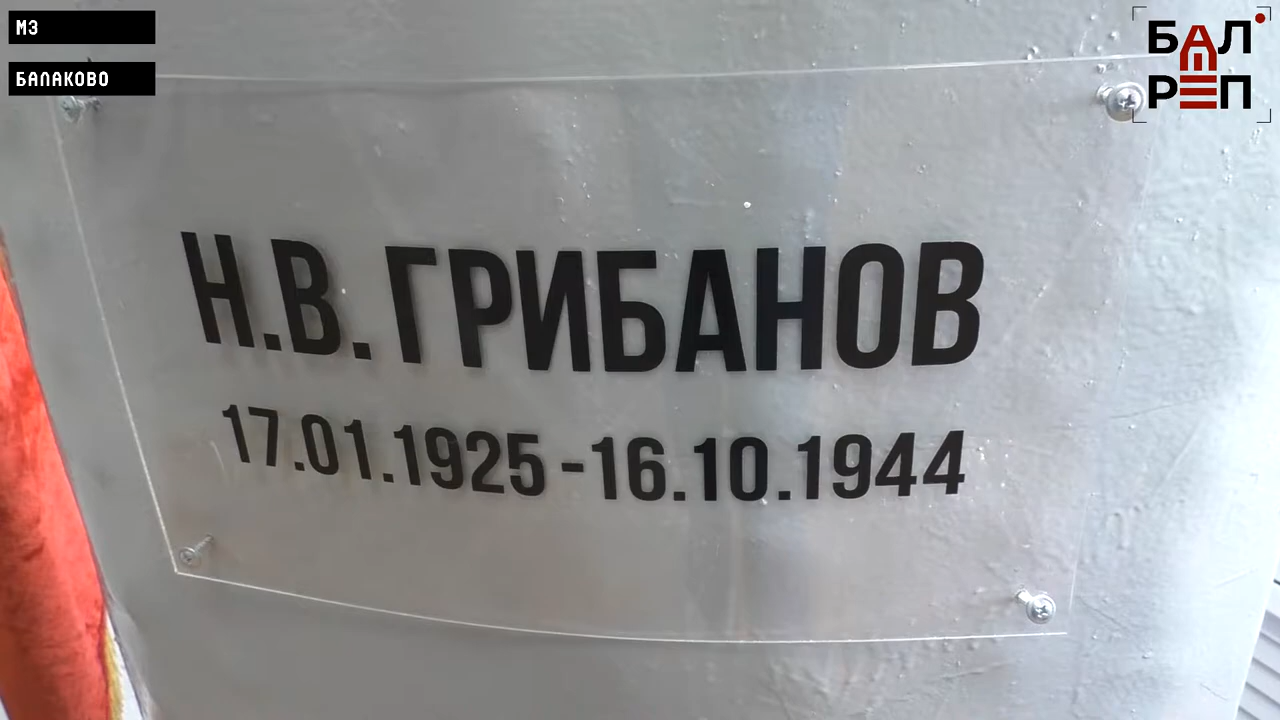 МЗ
БАЛАКОВО
БАЛ
РЕП
Н.В. ГРИБАНОВ
17.01.1925 - 16.10.1944